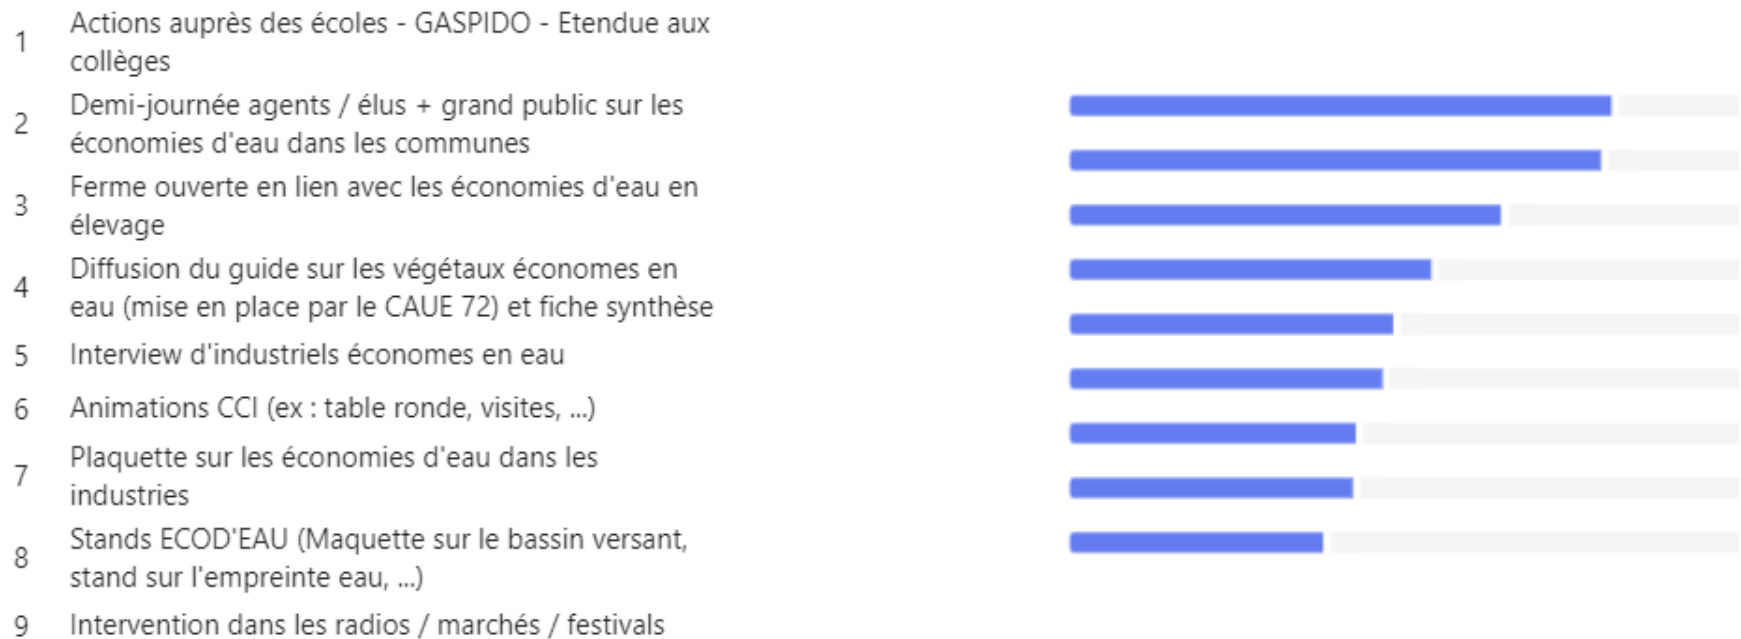 1 Actions auprès des écoles - GASPIDO - Etendue aux
collèges
2 Demi-journée agents / élus + grand public sur les
économies d'eau dans les communes
3 Ferme ouverte en lien avec les économies d'eau en
élevage
4 Diffusion du guide sur les végétaux économes en
eau (mise en place par le CAUE 72) et fiche synthèse
5 Interview d'industriels économes en eau
6 Animations CCI (ex : table ronde, visites, ...)
7 Plaquette sur les économies d'eau dans les
industries
8 Stands ECOD'EAU (Maquette sur le bassin versant,
stand sur l'empreinte eau, ...)
9 Intervention dans les radios / marchés / festivals